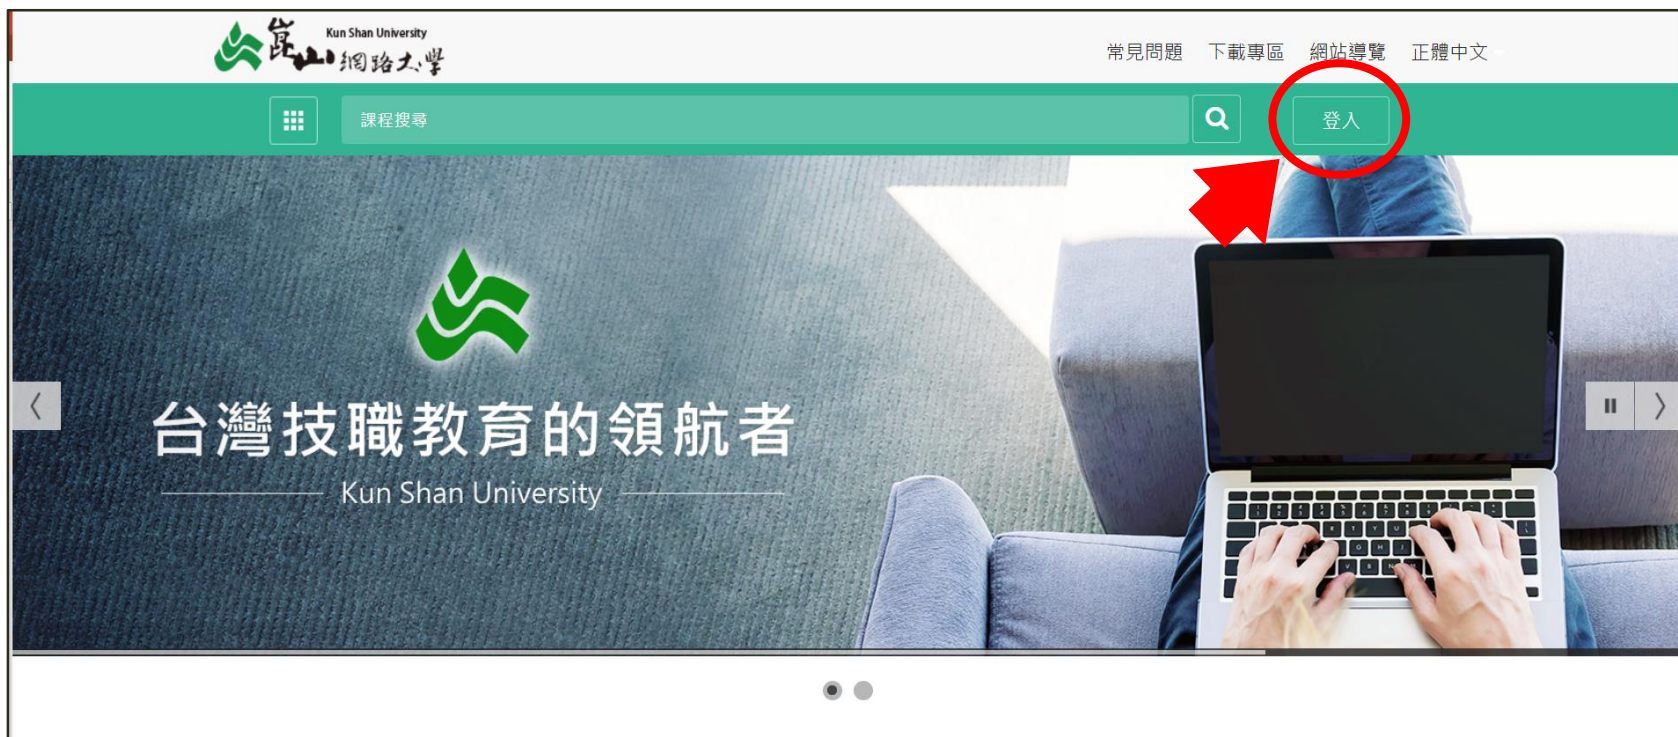 Kun Shan University
崑山網路大學
常見問題 下載專區 網站導覽 正體中文
課程搜尋
登入
台灣技職教育的領航者
Kun Shan University